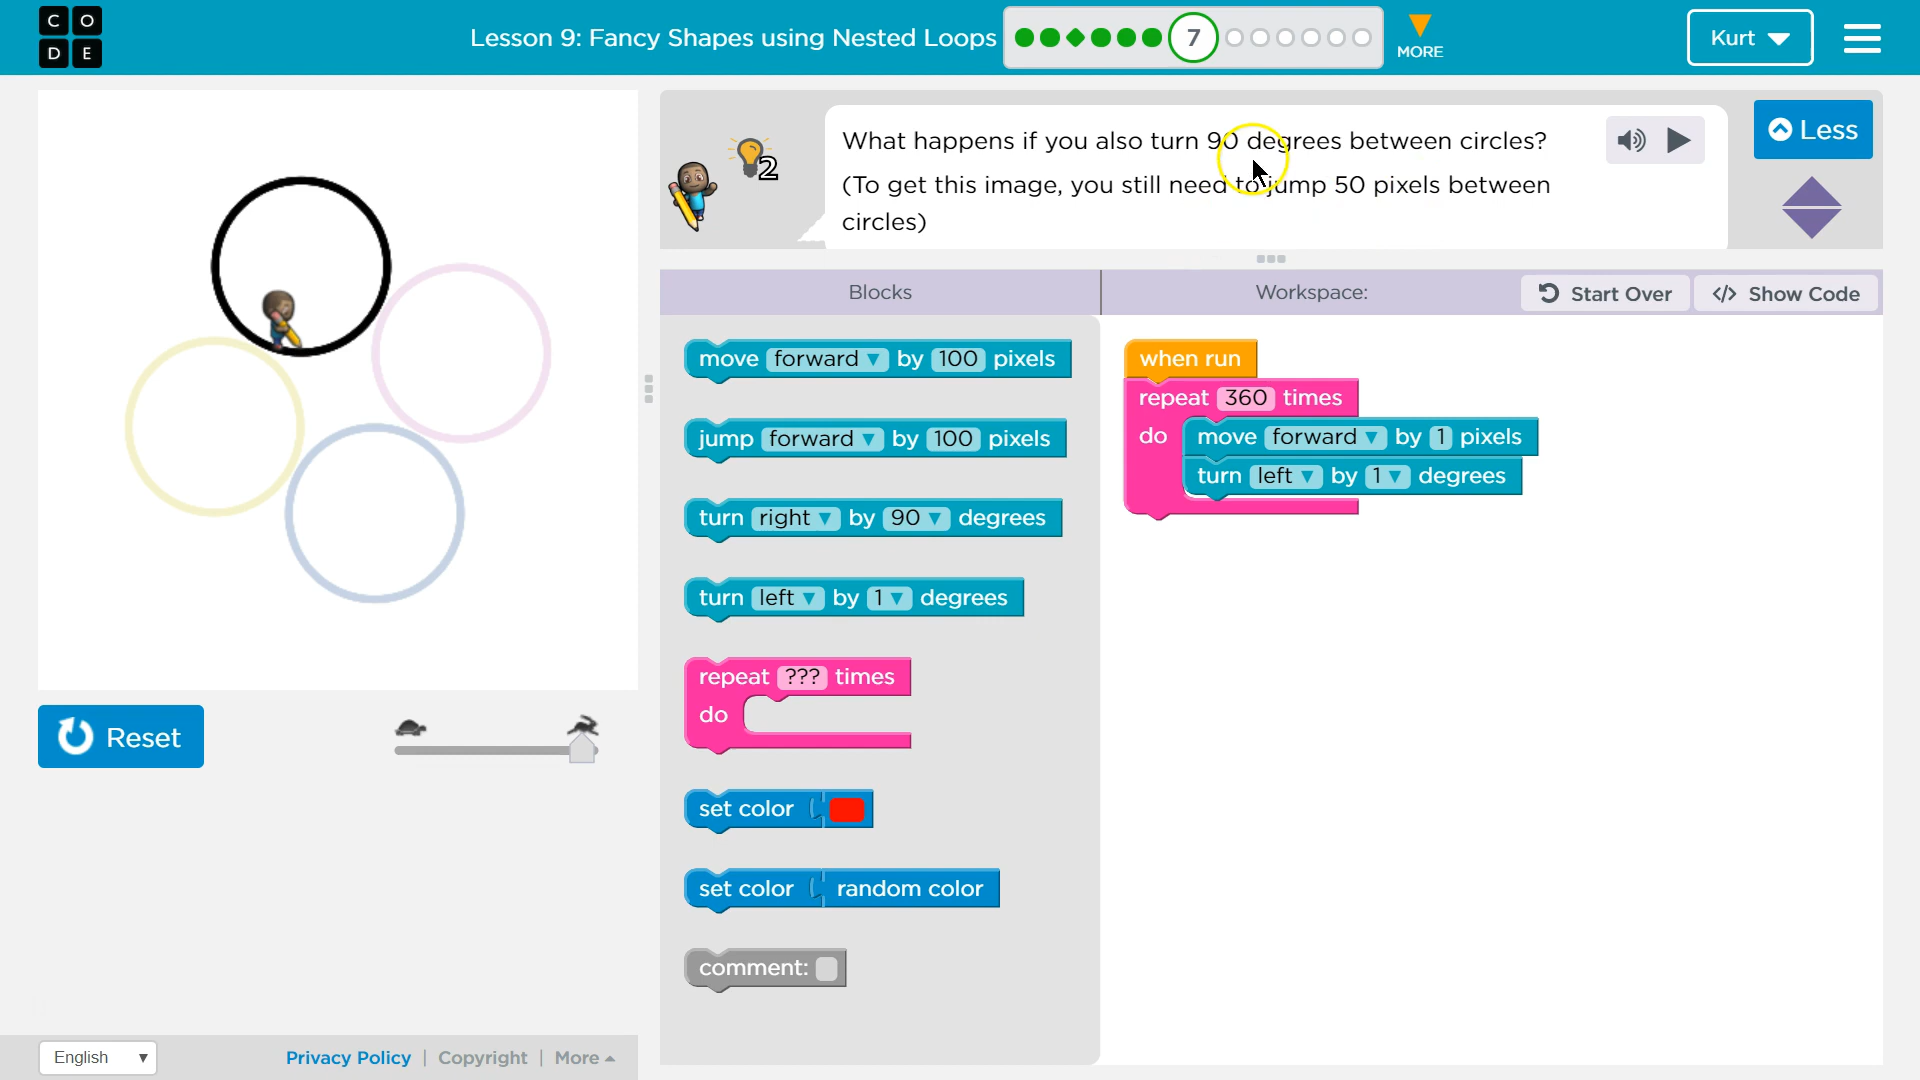 C O
D E
Lesson 9: Fancy Shapes using Nested Loops
7
MORE
Kurt
2
What happens if you also turn 90 degrees between circles?
(To get this image, you still need to jump 50 pixels between
circles)
Less
Blocks
Workspace:
Start Over
</> Show Code
move forward by 100 pixels
jump forward by 100 pixels
turn right by 90 degrees
turn left by 1 degrees
repeat ??? times
do
set color
set color random color
comment:
when run
repeat 360 times
do move forward by 1 pixels
turn left by 1 degrees
Reset
English
Privacy Policy | Copyright | More